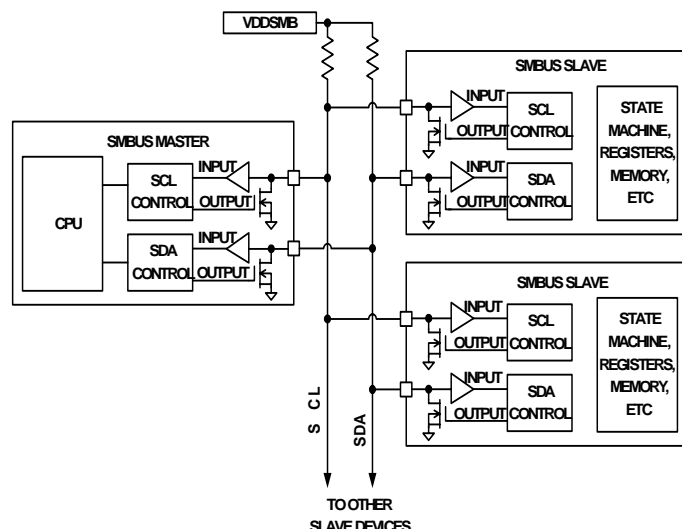 VDDSMB
SMBUS MASTER
CPU
SCL
CONTROL
INPUT
OUTPUT
SDA
CONTROL
INPUT
OUTPUT
SMBUS SLAVE
INPUT
OUTPUT
SCL
CONTROL
INPUT
OUTPUT
SDA
CONTROL
STATE
MACHINE,
REGISTERS,
MEMORY,
ETC
SMBUS SLAVE
INPUT
OUTPUT
SCL
CONTROL
INPUT
OUTPUT
SDA
CONTROL
STATE
MACHINE,
REGISTERS,
MEMORY,
ETC
S CL
SDA
TO OTHER
SLAVE DEVICES